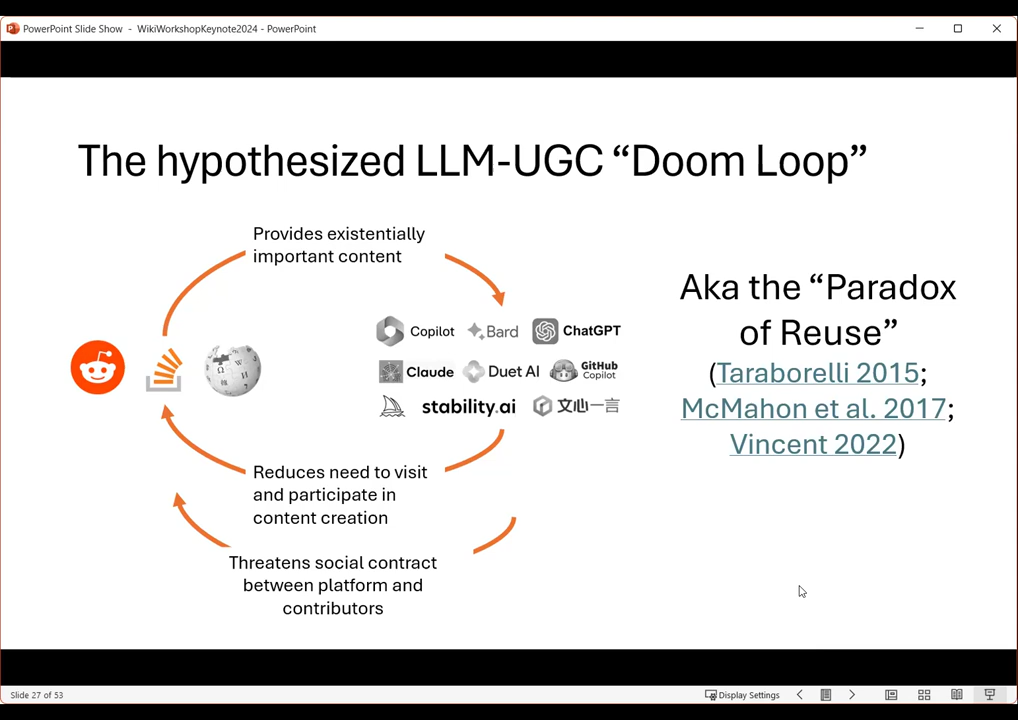 PowerPoint Slide Show - WikiWorkshopKeynote2024 - PowerPoint
The hypothesized LLM-UGC “Doom Loop”
Provides existentially
important content
Copilot
Bard
ChatGPT
Claude
Duet AI
GitHub
Copilot
stability.ai
文心一言
Reduces need to visit
and participate in
content creation
Threatens social contract
between platform and
contributors
Aka the “Paradox
of Reuse”
(Taraborelli 2015;
McMahon et al. 2017;
Vincent 2022)
Slide 27 of 53
Display Settings